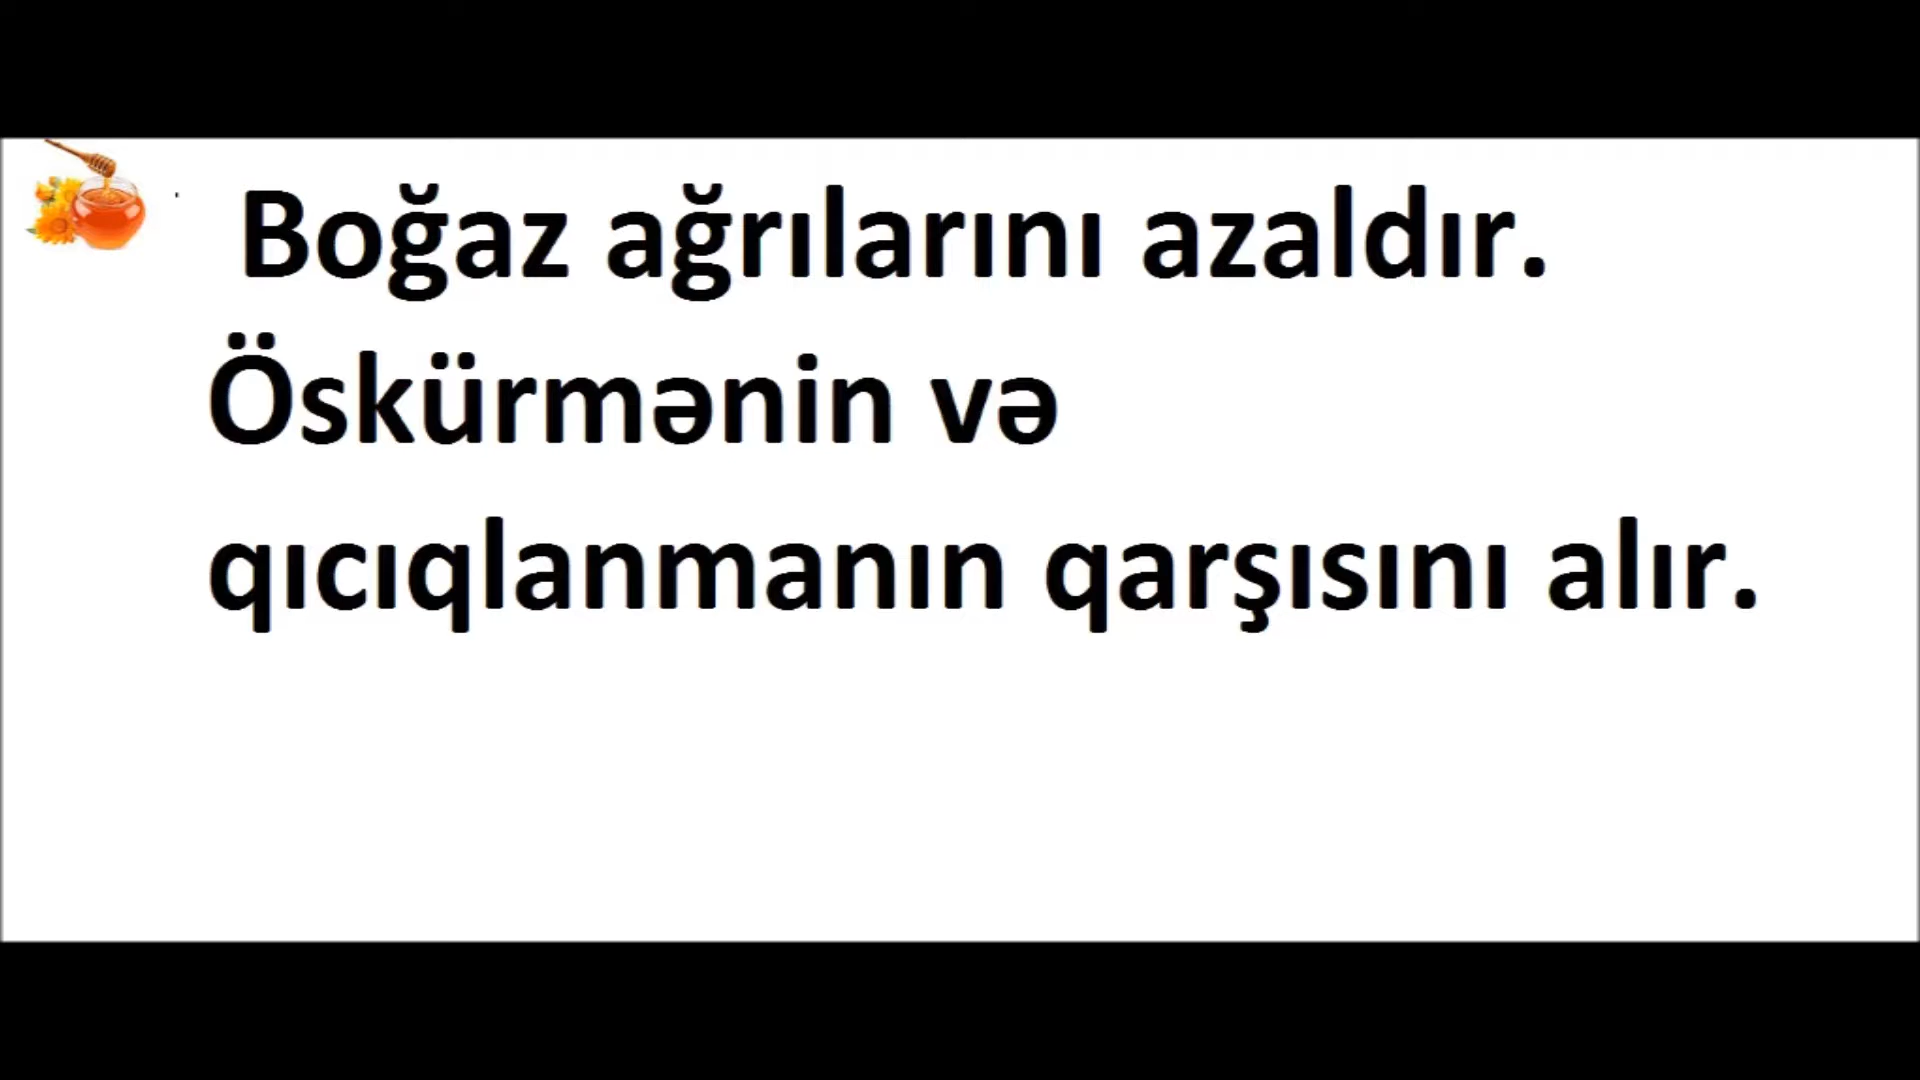 Boğaz ağrılarını azaldır.
Öskürmənin və
qıcıqlanmanın qarşısını alır.